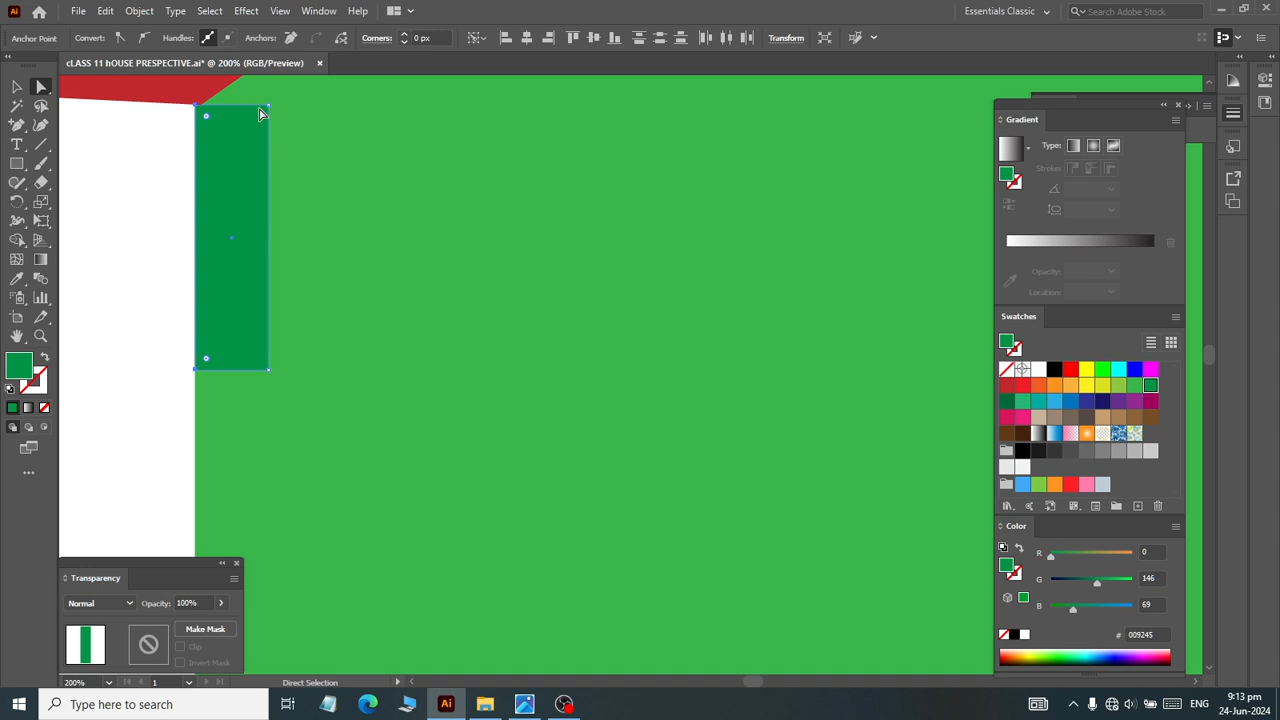 Ai File Edit Object Type Select Effect View Window Help Essentials Classic Search Adobe Stock
Anchor Point Convert: Handles: Anchors: Corners: 0 px Transform
cLASS 11 hOUSE PRESPECTIVE.ai* @ 200% (RGB/Preview)
Gradient
Type:
Strokes:
Opacity:
Location:
Swatches
Color
R 0
G 146
B 69
# 009245
Transparency
Normal Opacity: 100%
Make Mask
Clip
Invert Mask
200% 1 Direct Selection
Type here to search
Ai
ENG
9:13 pm
24-Jun-2024